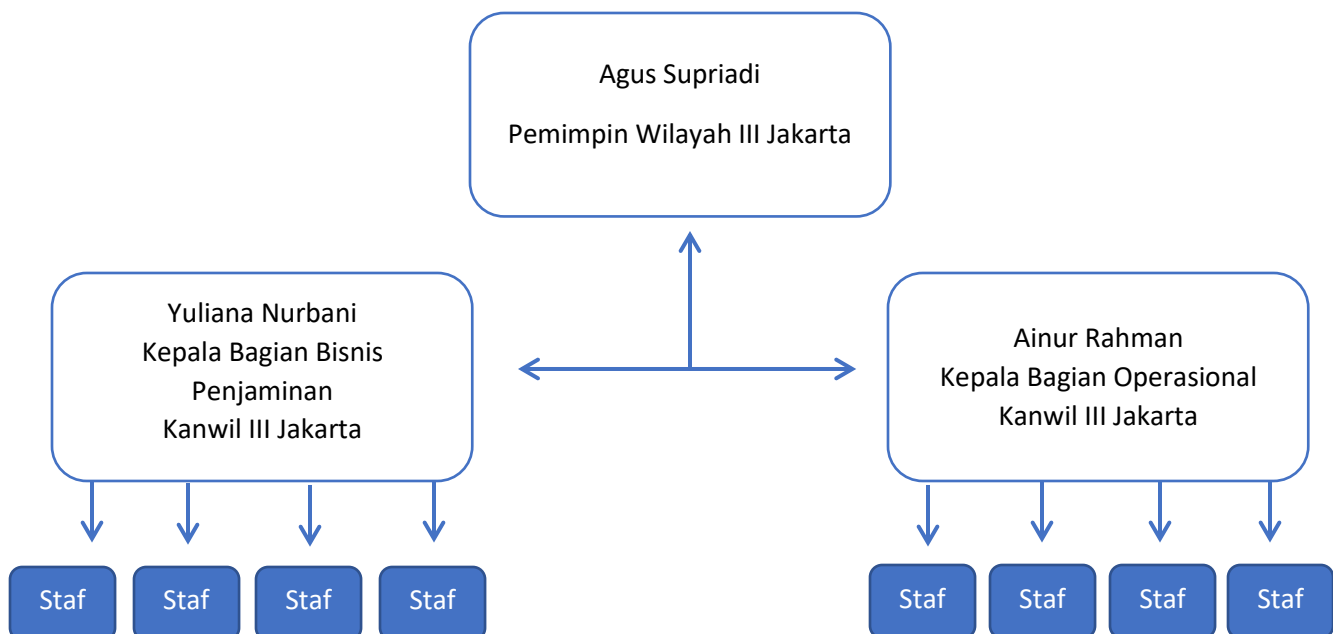 Agus Supriadi
Pemimpin Wilayah III Jakarta
Yuliana Nurbani
Kepala Bagian Bisnis
Penjaminan
Kanwil III Jakarta
Ainur Rahman
Kepala Bagian Operasional
Kanwil III Jakarta
Staf
Staf
Staf
Staf
Staf
Staf
Staf
Staf